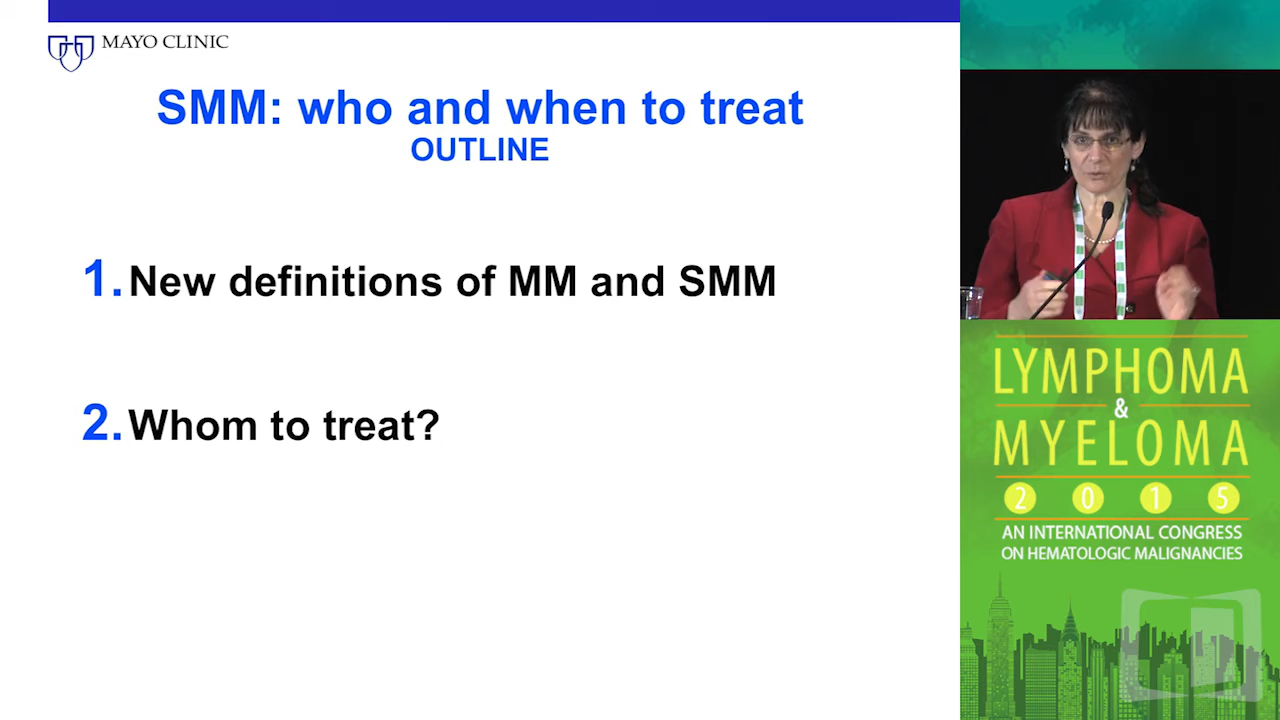 MAYO CLINIC
SMM: who and when to treat
OUTLINE
1. New definitions of MM and SMM
2. Whom to treat?
LYMPHOMA
&
MYELOMA
2 0 1 5
AN INTERNATIONAL CONGRESS
ON HEMATOLOGIC MALIGNANCIES